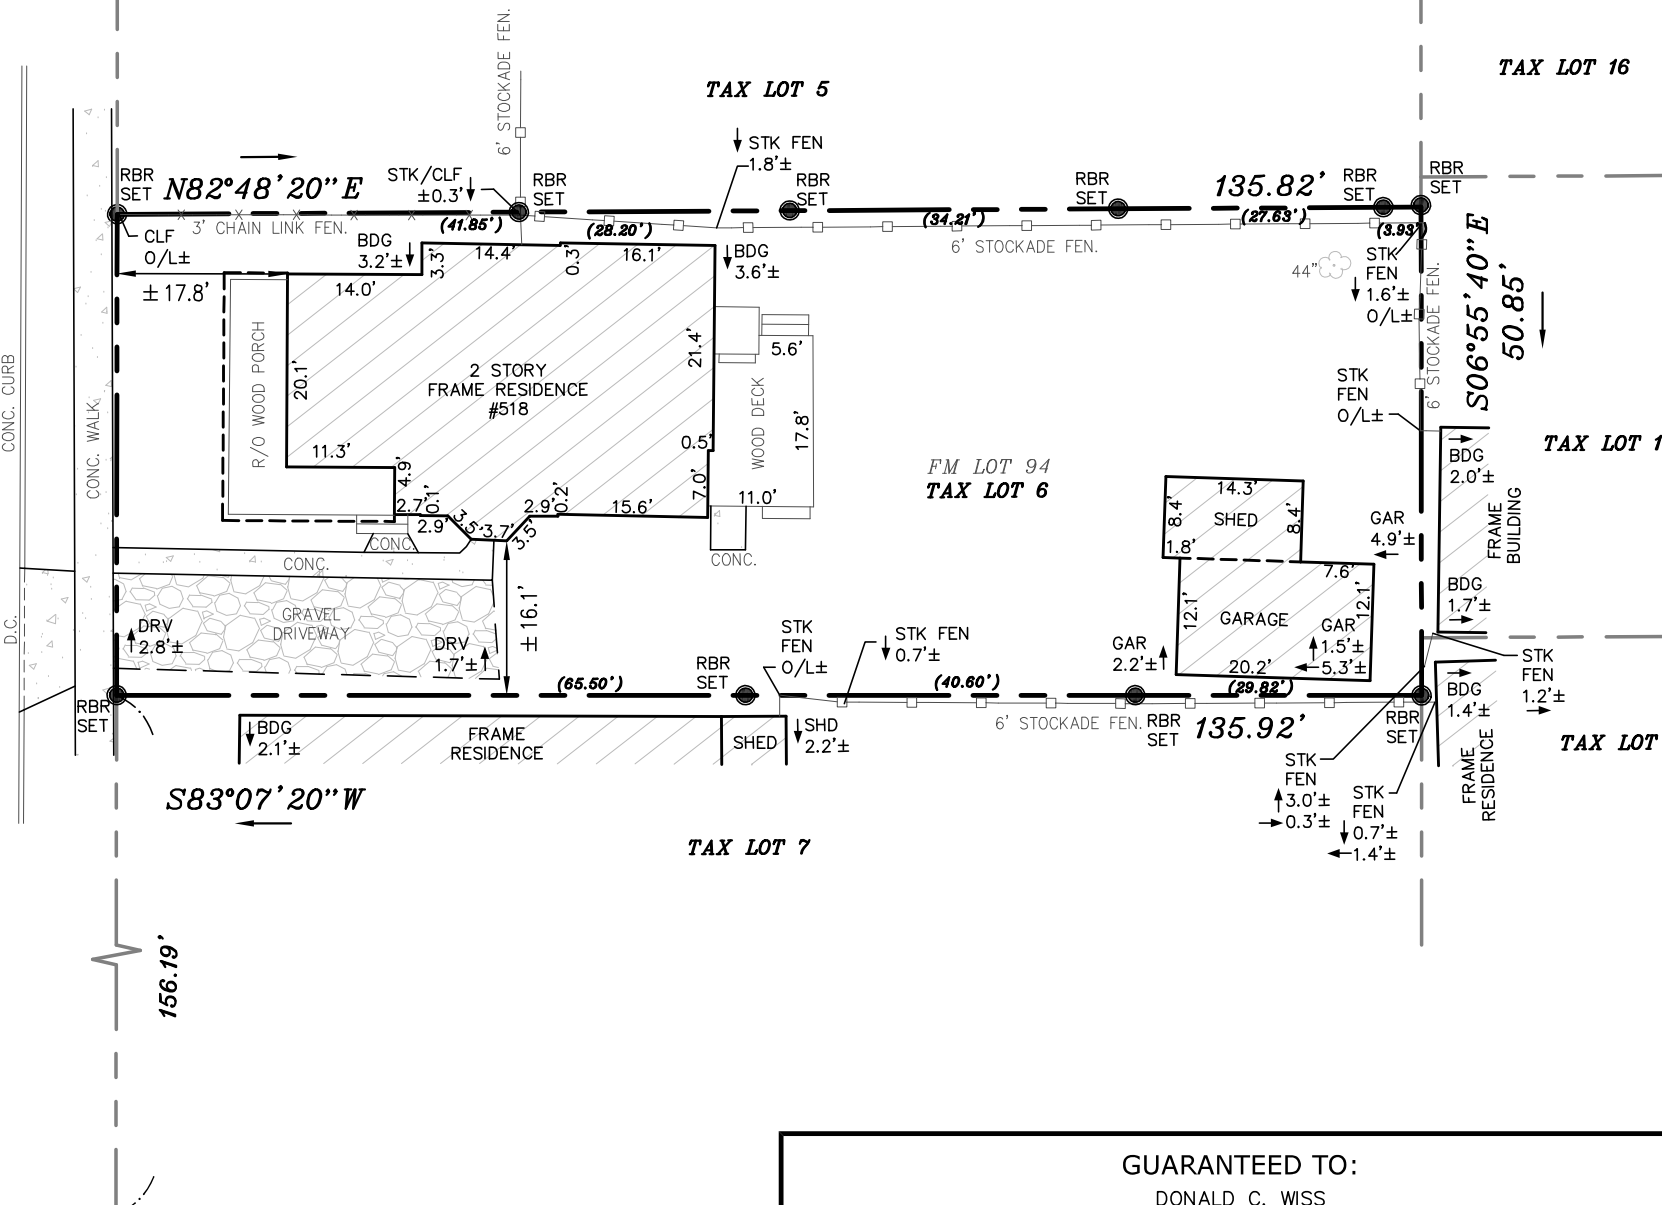 TAX LOT 5
TAX LOT 16
6' STOCKADE FEN.
STK FEN
1.8'±
RBR
SET
N82°48'20"E
STK/CLF
±0.3'
RBR
SET
RBR
SET
RBR
SET
135.82'
RBR
SET
RBR
SET
(41.85')
(28.20')
(34.21')
(27.63')
(3.93')
3' CHAIN LINK FEN.
6' STOCKADE FEN.
CLF
O/L±
BDG
3.2'±
3.3'
14.4'
0.3'
16.1'
BDG
3.6'±
44"
STK
FEN
1.6'±
O/L±
S06°55'40"E
50.85'
6' STOCKADE FEN.
±17.8'
14.0'
CONC. CURB
CONC. WALK
R/O WOOD PORCH
20.1'
2 STORY
FRAME RESIDENCE
#518
21.4'
5.6'
WOOD DECK
17.8'
STK
FEN
O/L±
TAX LOT 1
BDG
2.0'±
FRAME
BUILDING
11.3'
4.9'
0.5'
7.0'
11.0'
FM LOT 94
TAX LOT 6
14.3'
8.4'
SHED
8.4'
1.8'
GAR
4.9'±
2.7'
0.1'
2.9'
3.5'
3.7'
3.5'
2.9'
0.2'
15.6'
CONC.
CONC.
CONC.
7.6'
12.1'
12.1'
GARAGE
GAR
1.5'±
5.3'±
20.2'
BDG
1.7'±
GRAVEL
DRIVEWAY
D.C.
DRV
2.8'±
DRV
1.7'±
±16.1'
STK
FEN
O/L±
STK FEN
0.7'±
GAR
2.2'±
RBR
SET
(65.50')
(40.60')
(29.82')
STK
FEN
1.2'±
BDG
1.4'±
RBR
SET
6' STOCKADE FEN.
RBR
SET
135.92'
RBR
SET
BDG
2.1'±
FRAME
RESIDENCE
SHED
SHD
2.2'±
FRAME
RESIDENCE
TAX LOT
STK
FEN
3.0'±
0.3'±
STK
FEN
0.7'±
1.4'±
S83°07'20"W
TAX LOT 7
156.19'
GUARANTEED TO:
DONALD C. WISS